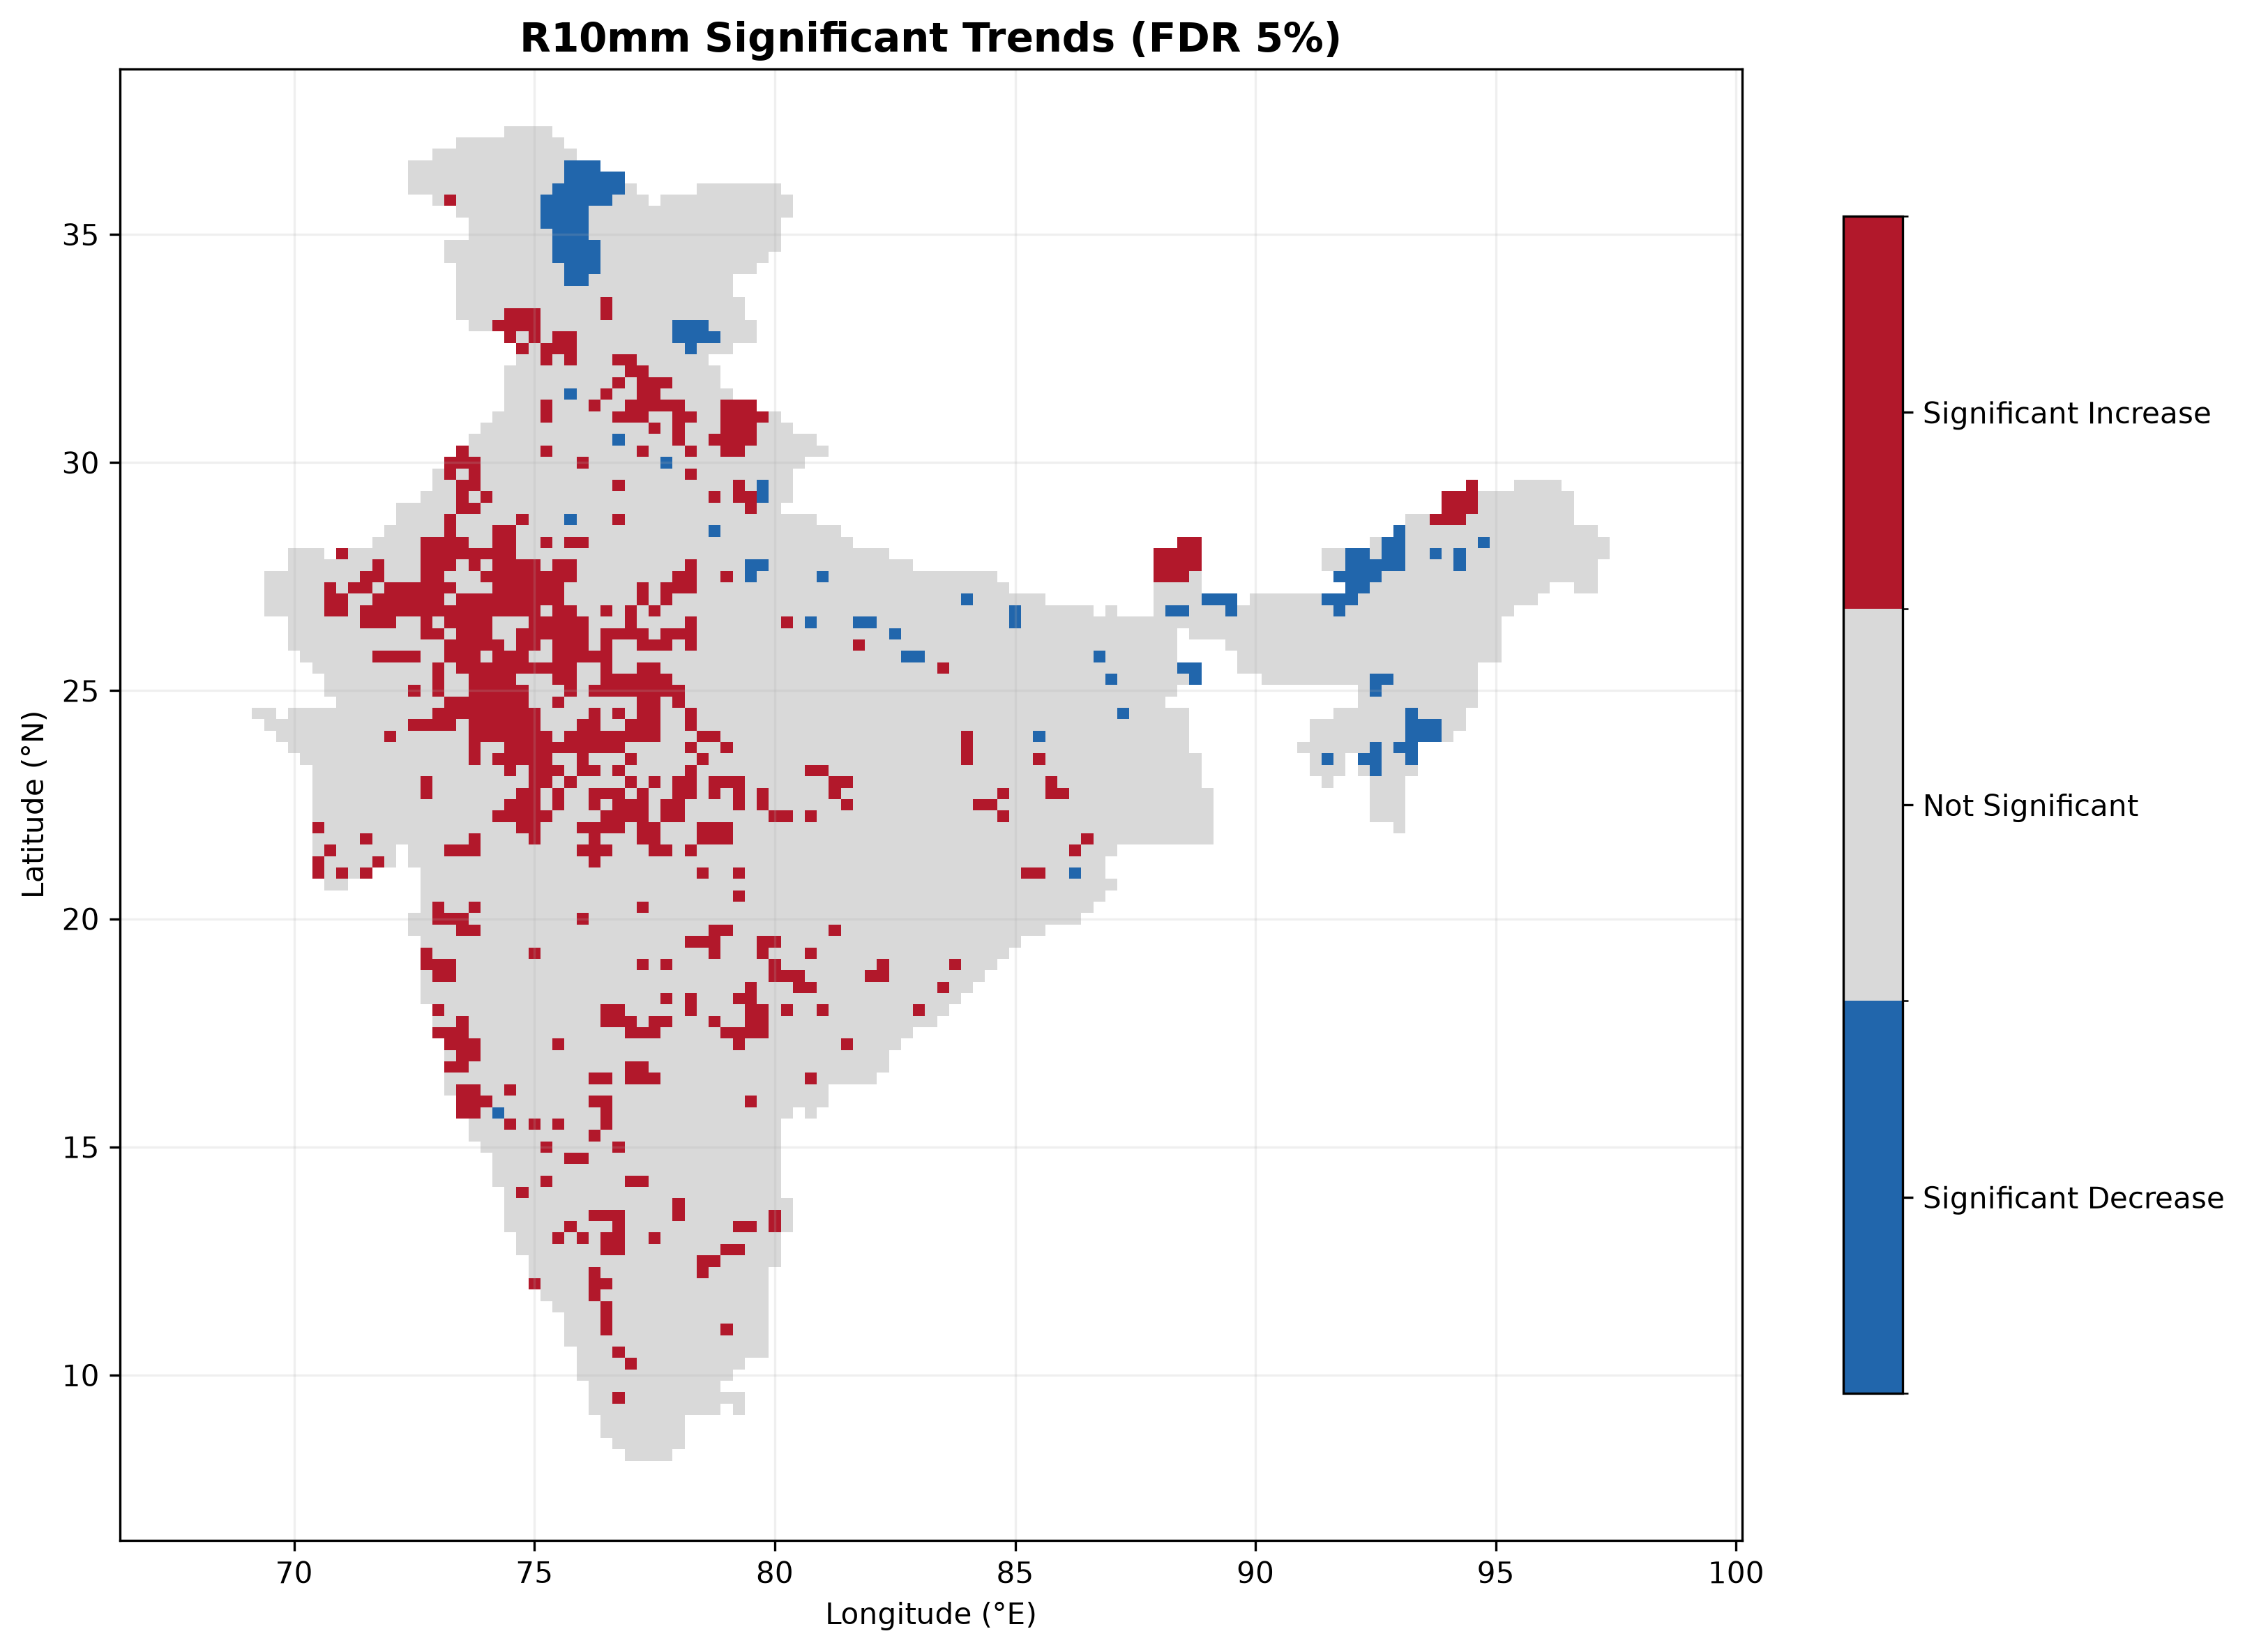 R10mm Significant Trends (FDR 5%)
35
30
25
20
15
10
Latitude (°N)
70 75 80 85 90 95 100
Longitude (°E)
Significant Increase
Not Significant
Significant Decrease